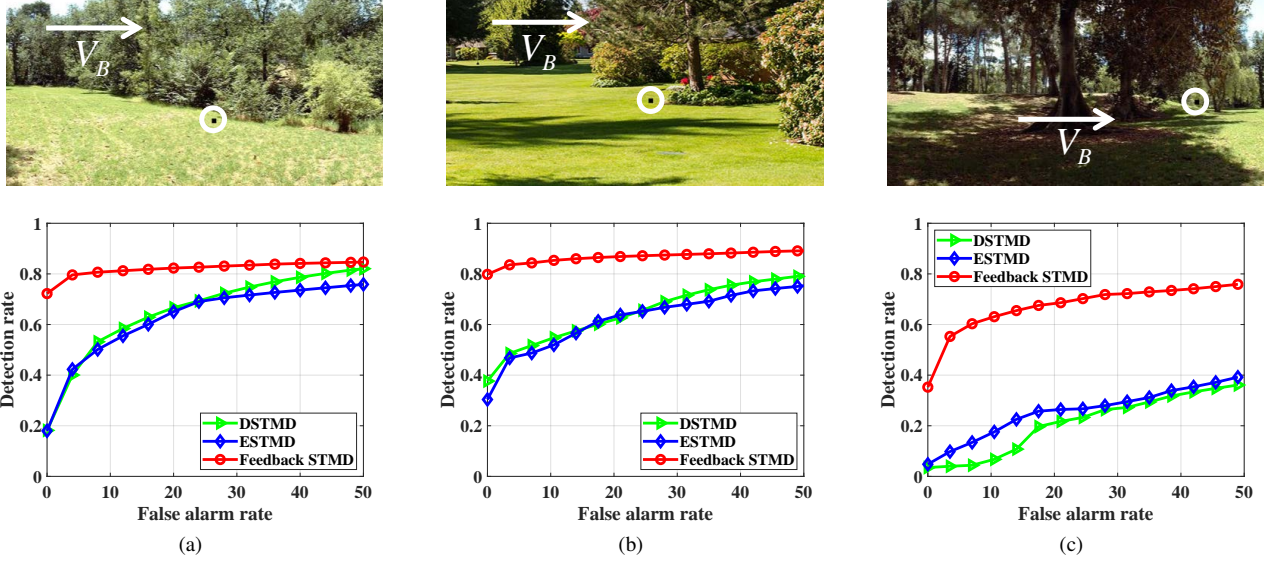 V_B
V_B
V_B
1
0.8
0.6
0.4
0.2
0
Detection rate
DSTMD
ESTMD
Feedback STMD
0 10 20 30 40 50
False alarm rate
(a)
1
0.8
0.6
0.4
0.2
0
Detection rate
DSTMD
ESTMD
Feedback STMD
0 10 20 30 40 50
False alarm rate
(b)
1
0.8
0.6
0.4
0.2
0
Detection rate
DSTMD
ESTMD
Feedback STMD
0 10 20 30 40 50
False alarm rate
(c)